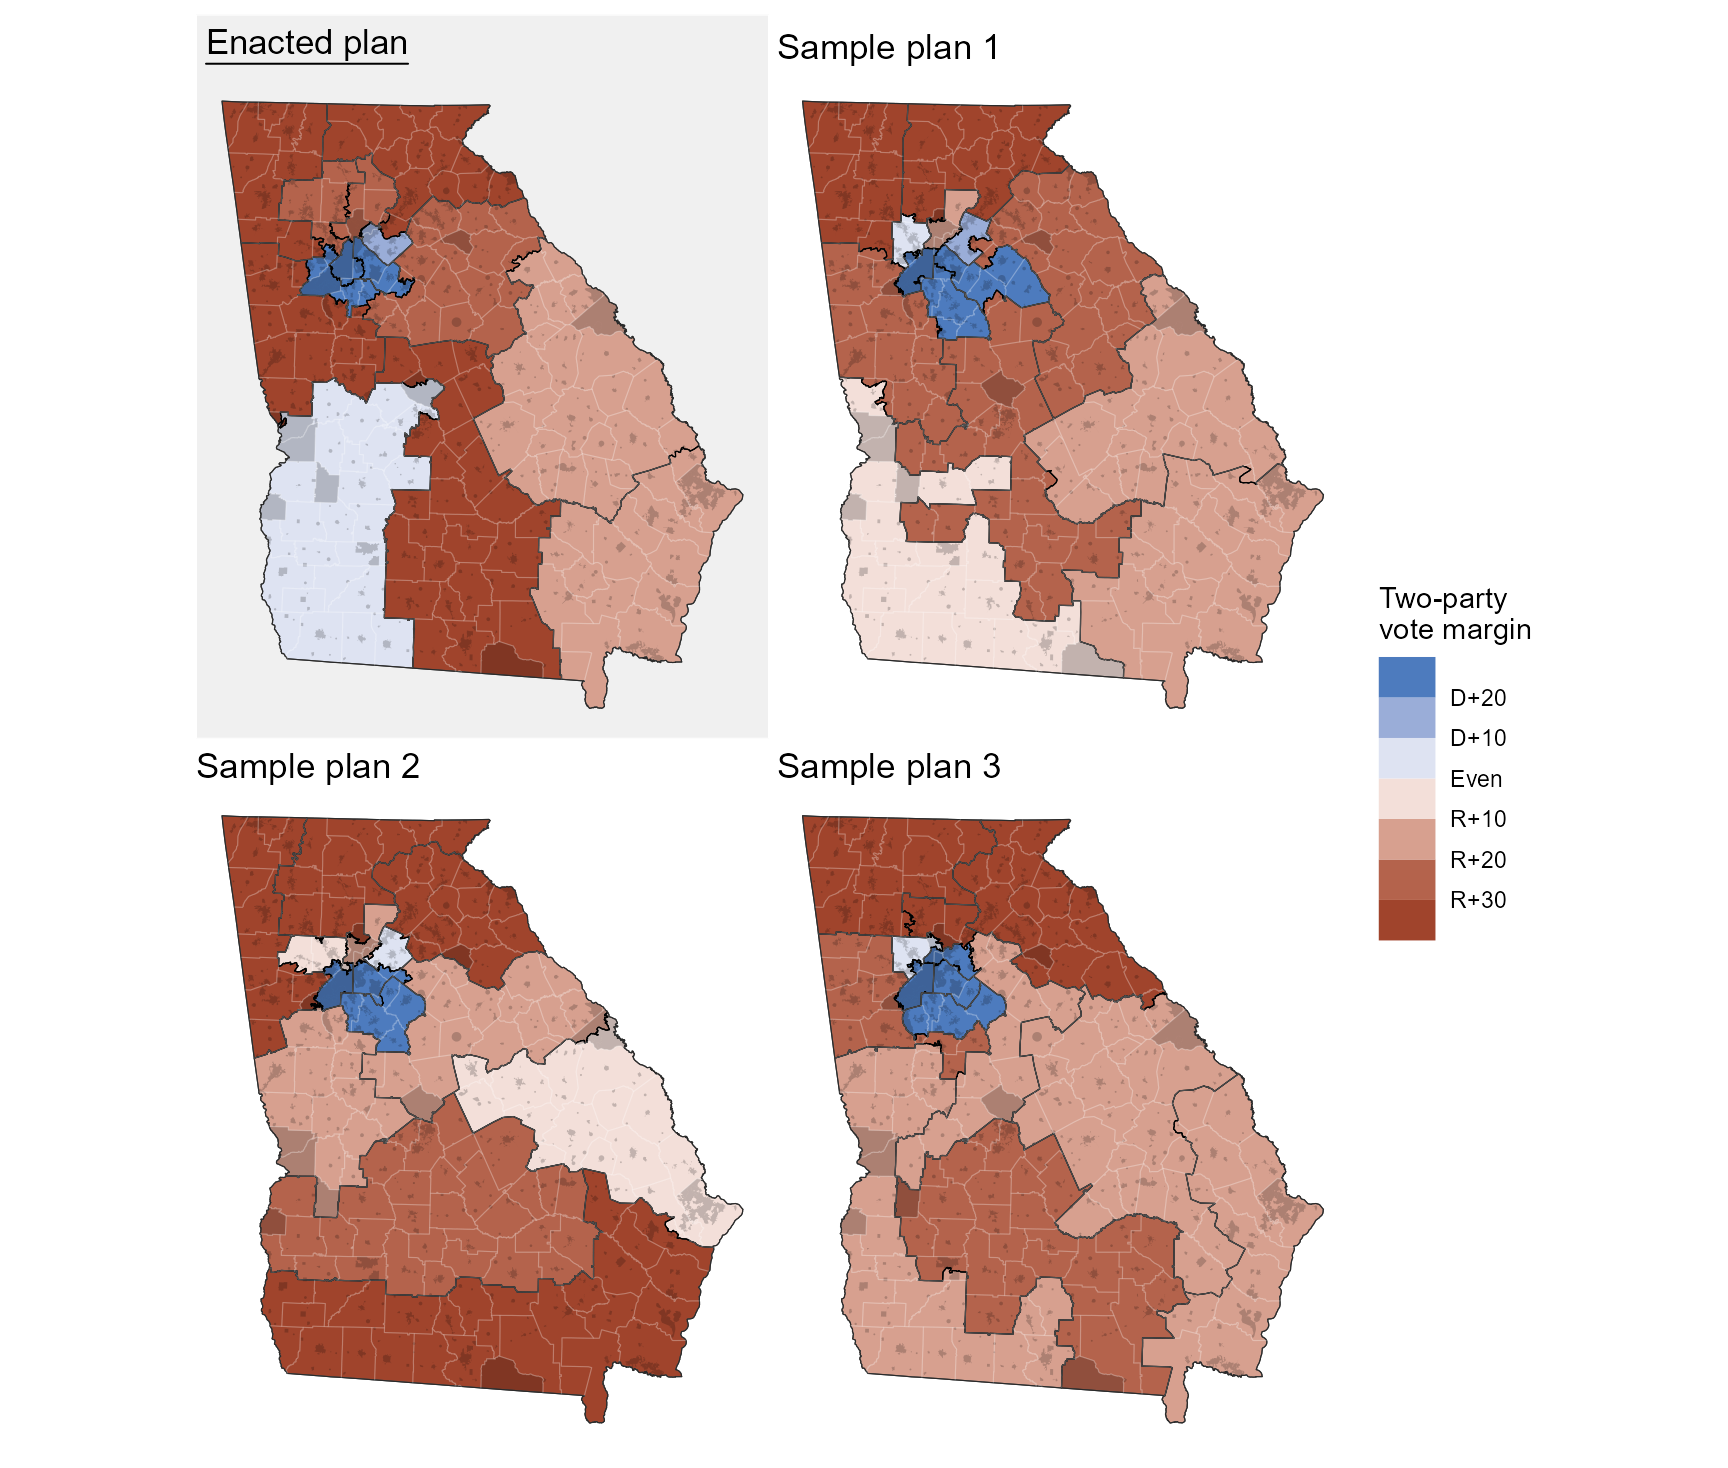 Enacted plan
Sample plan 1
Sample plan 2
Sample plan 3
Two-party
vote margin
D+20
D+10
Even
R+10
R+20
R+30